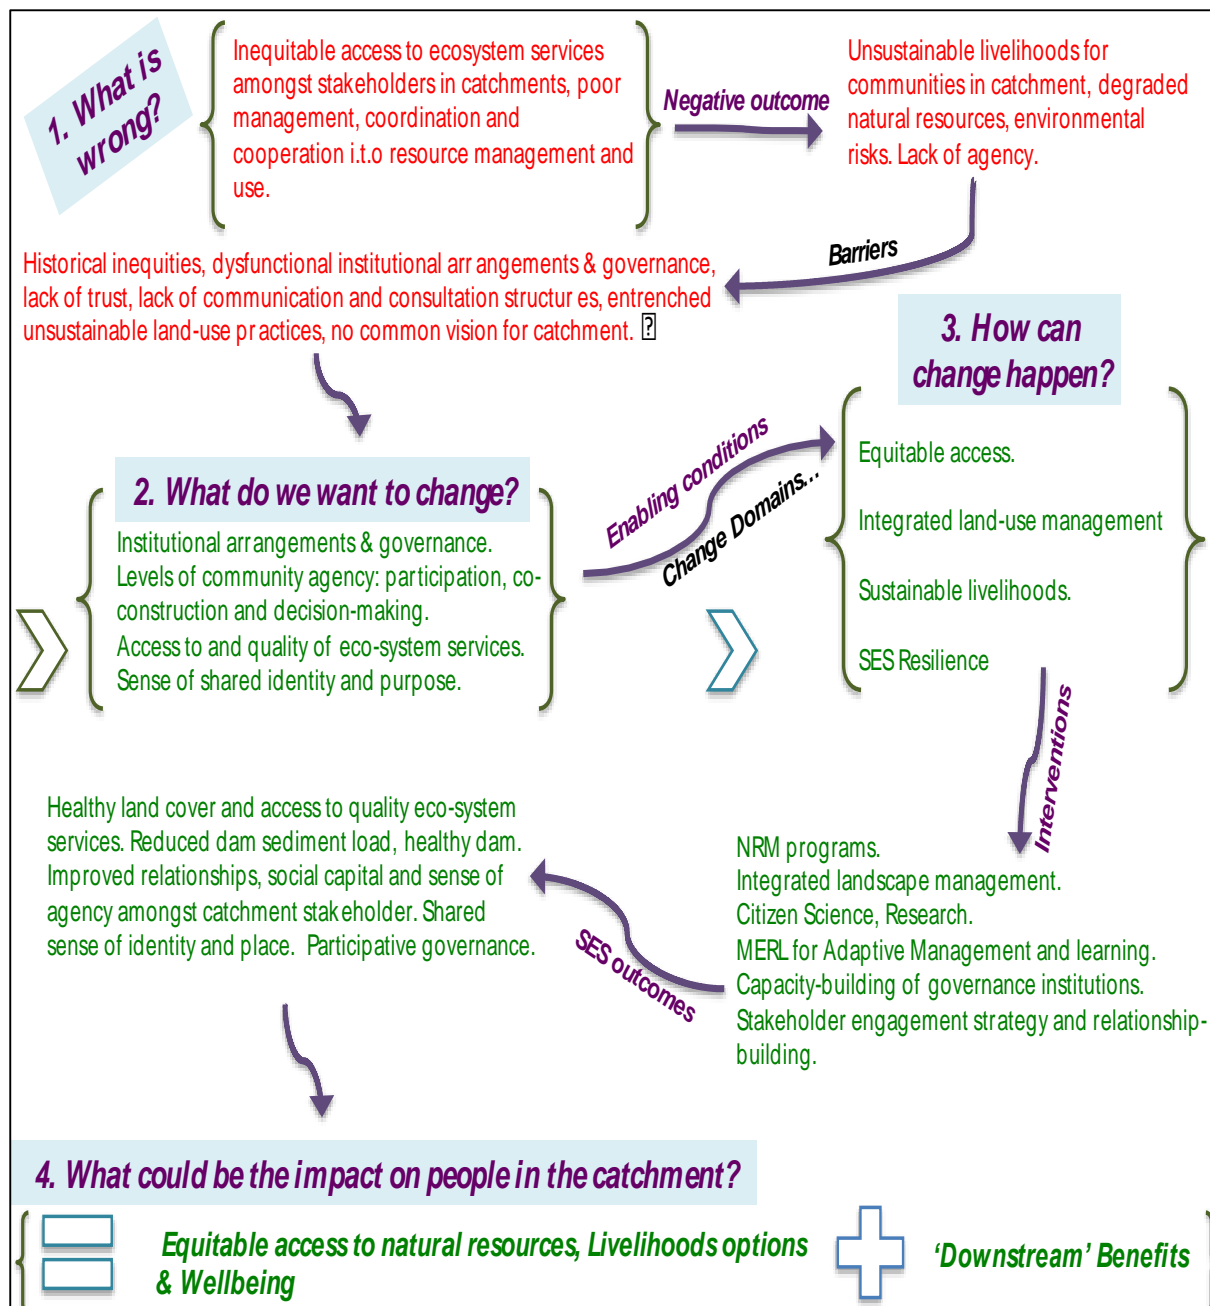 1. What is
wrong?
Inequitable access to ecosystem services
amongst stakeholders in catchments, poor
management, coordination and
cooperation i.t.o resource management and
use.
Negative outcome
Unsustainable livelihoods for
communities in catchment, degraded
natural resources, environmental
risks. Lack of agency.
Barriers
Historical inequities, dysfunctional institutional arrangements & governance,
lack of trust, lack of communication and consultation structures, entrenched
unsustainable land-use practices, no common vision for catchment. ?
2. What do we want to change?
Institutional arrangements & governance.
Levels of community agency: participation, co-
construction and decision-making.
Access to and quality of eco-system services.
Sense of shared identity and purpose.
Enabling conditions
Change Domains...
3. How can
change happen?
Equitable access.
Integrated land-use management
Sustainable livelihoods.
SES Resilience
Interventions
NRM programs.
Integrated landscape management.
Citizen Science, Research.
MERL for Adaptive Management and learning.
Capacity-building of governance institutions.
Stakeholder engagement strategy and relationship-
building.
SES outcomes
Healthy land cover and access to quality eco-system
services. Reduced dam sediment load, healthy dam.
Improved relationships, social capital and sense of
agency amongst catchment stakeholder. Shared
sense of identity and place. Participative governance.
4. What could be the impact on people in the catchment?
Equitable access to natural resources, Livelihoods options
& Wellbeing
‘Downstream’ Benefits